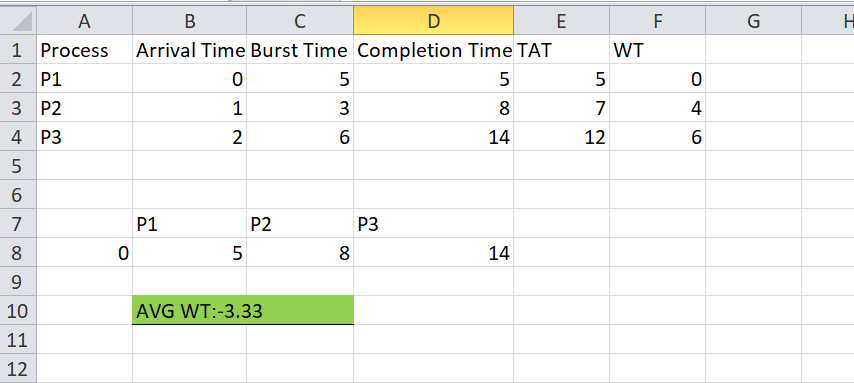 A B C D E F G H
1 Process Arrival Time Burst Time Completion Time TAT WT
2 P1 0 5 5 5 0
3 P2 1 3 8 7 4
4 P3 2 6 14 12 6
5
6
7 P1 P2 P3
8 0 5 8 14
9
10 AVG WT:-3.33
11
12